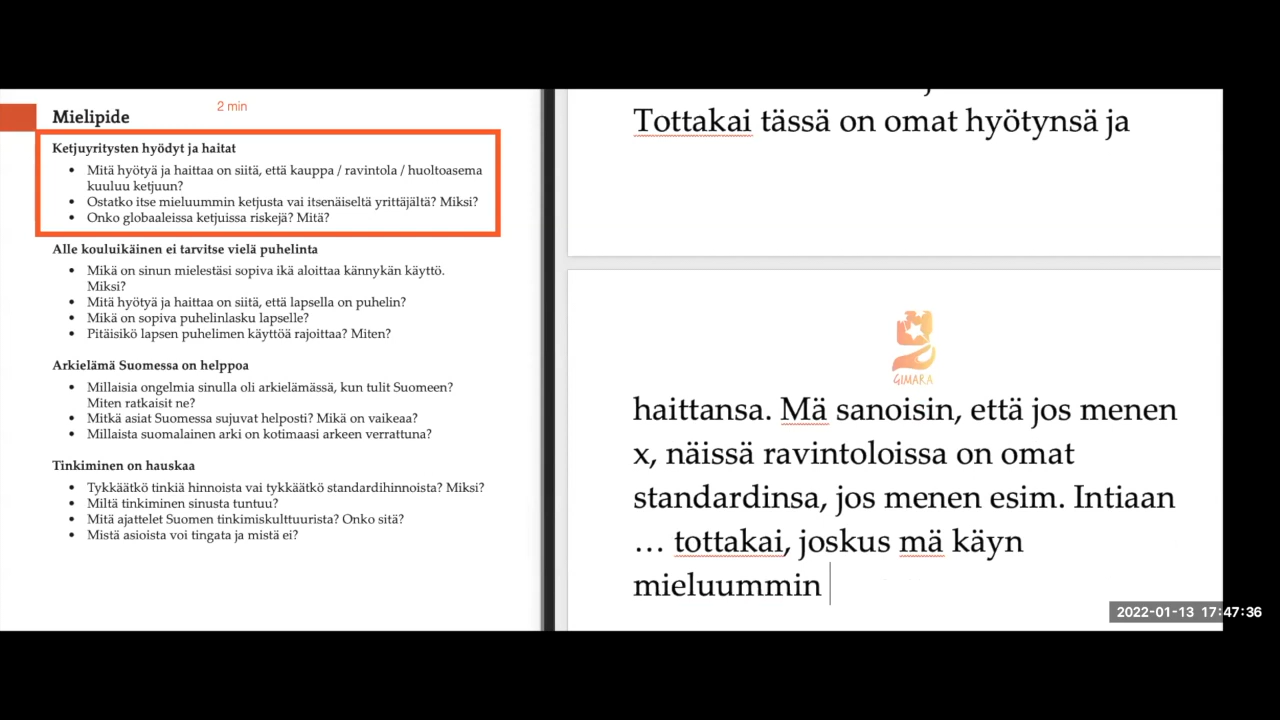 2 min
Mielipide
Ketjuyritysten hyödyt ja haitat
• Mitä hyötyä ja haittaa on siitä, että kauppa / ravintola / huoltoasema
kuuluu ketjuun?
• Ostatko itse mieluummin ketjusta vai itsenäiseltä yrittäjältä? Miksi?
• Onko globaaleissa ketjuissa riskejä? Mitä?
Alle kouluikäinen ei tarvitse vielä puhelinta
• Mikä on sinun mielestäsi sopiva ikä aloittaa kännykän käyttö.
Miksi?
• Mitä hyötyä ja haittaa on siitä, että lapsella on puhelin?
• Mikä on sopiva puhelinlasku lapselle?
• Pitäisikö lapsen puhelimen käyttöä rajoittaa? Miten?
Arkielämä Suomessa on helppoa
• Millaisia ongelmia sinulla oli arkielämässä, kun tulit Suomeen?
Miten ratkaisit ne?
• Mitkä asiat Suomessa sujuvat helposti? Mikä on vaikeaa?
• Millaista suomalainen arki on kotimaasi arkeen verrattuna?
Tinkiminen on hauskaa
• Tykkäätkö tinkiä hinnoista vai tykkäätkö standardihinnoista? Miksi?
• Miltä tinkiminen sinusta tuntuu?
• Mitä ajattelet Suomen tinkimiskulttuurista? Onko sitä?
• Mistä asioista voi tingata ja mistä ei?
Tottakai tässä on omat hyötynsä ja
GIMARA
haittansa. Mä sanoisin, että jos menen
x, näissä ravintoloissa on omat
standardinsa, jos menen esim. Intiaan
… tottakai, joskus mä käyn
mieluummin
2022-01-13 17:47:36